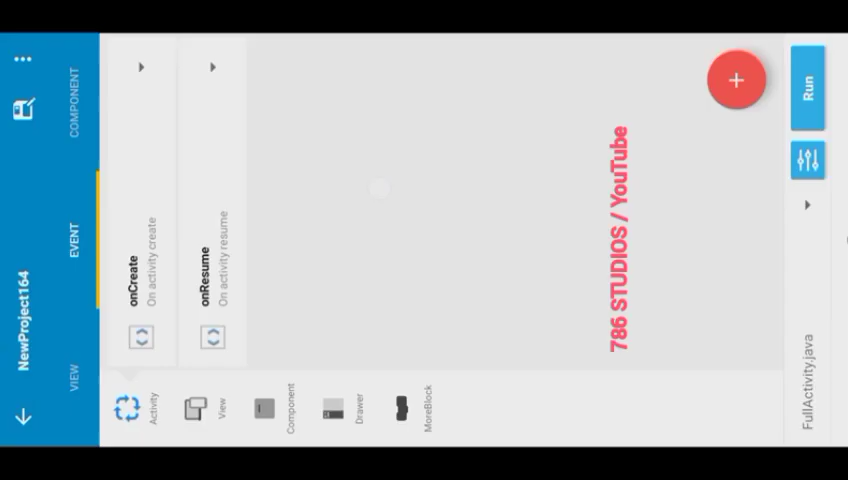 NewProject164
VIEW
EVENT
COMPONENT
Activity
View
Component
Drawer
MoreBlock
onCreate
On activity create
onResume
On activity resume
786 STUDIOS / YouTube
FullActivity.java
Run